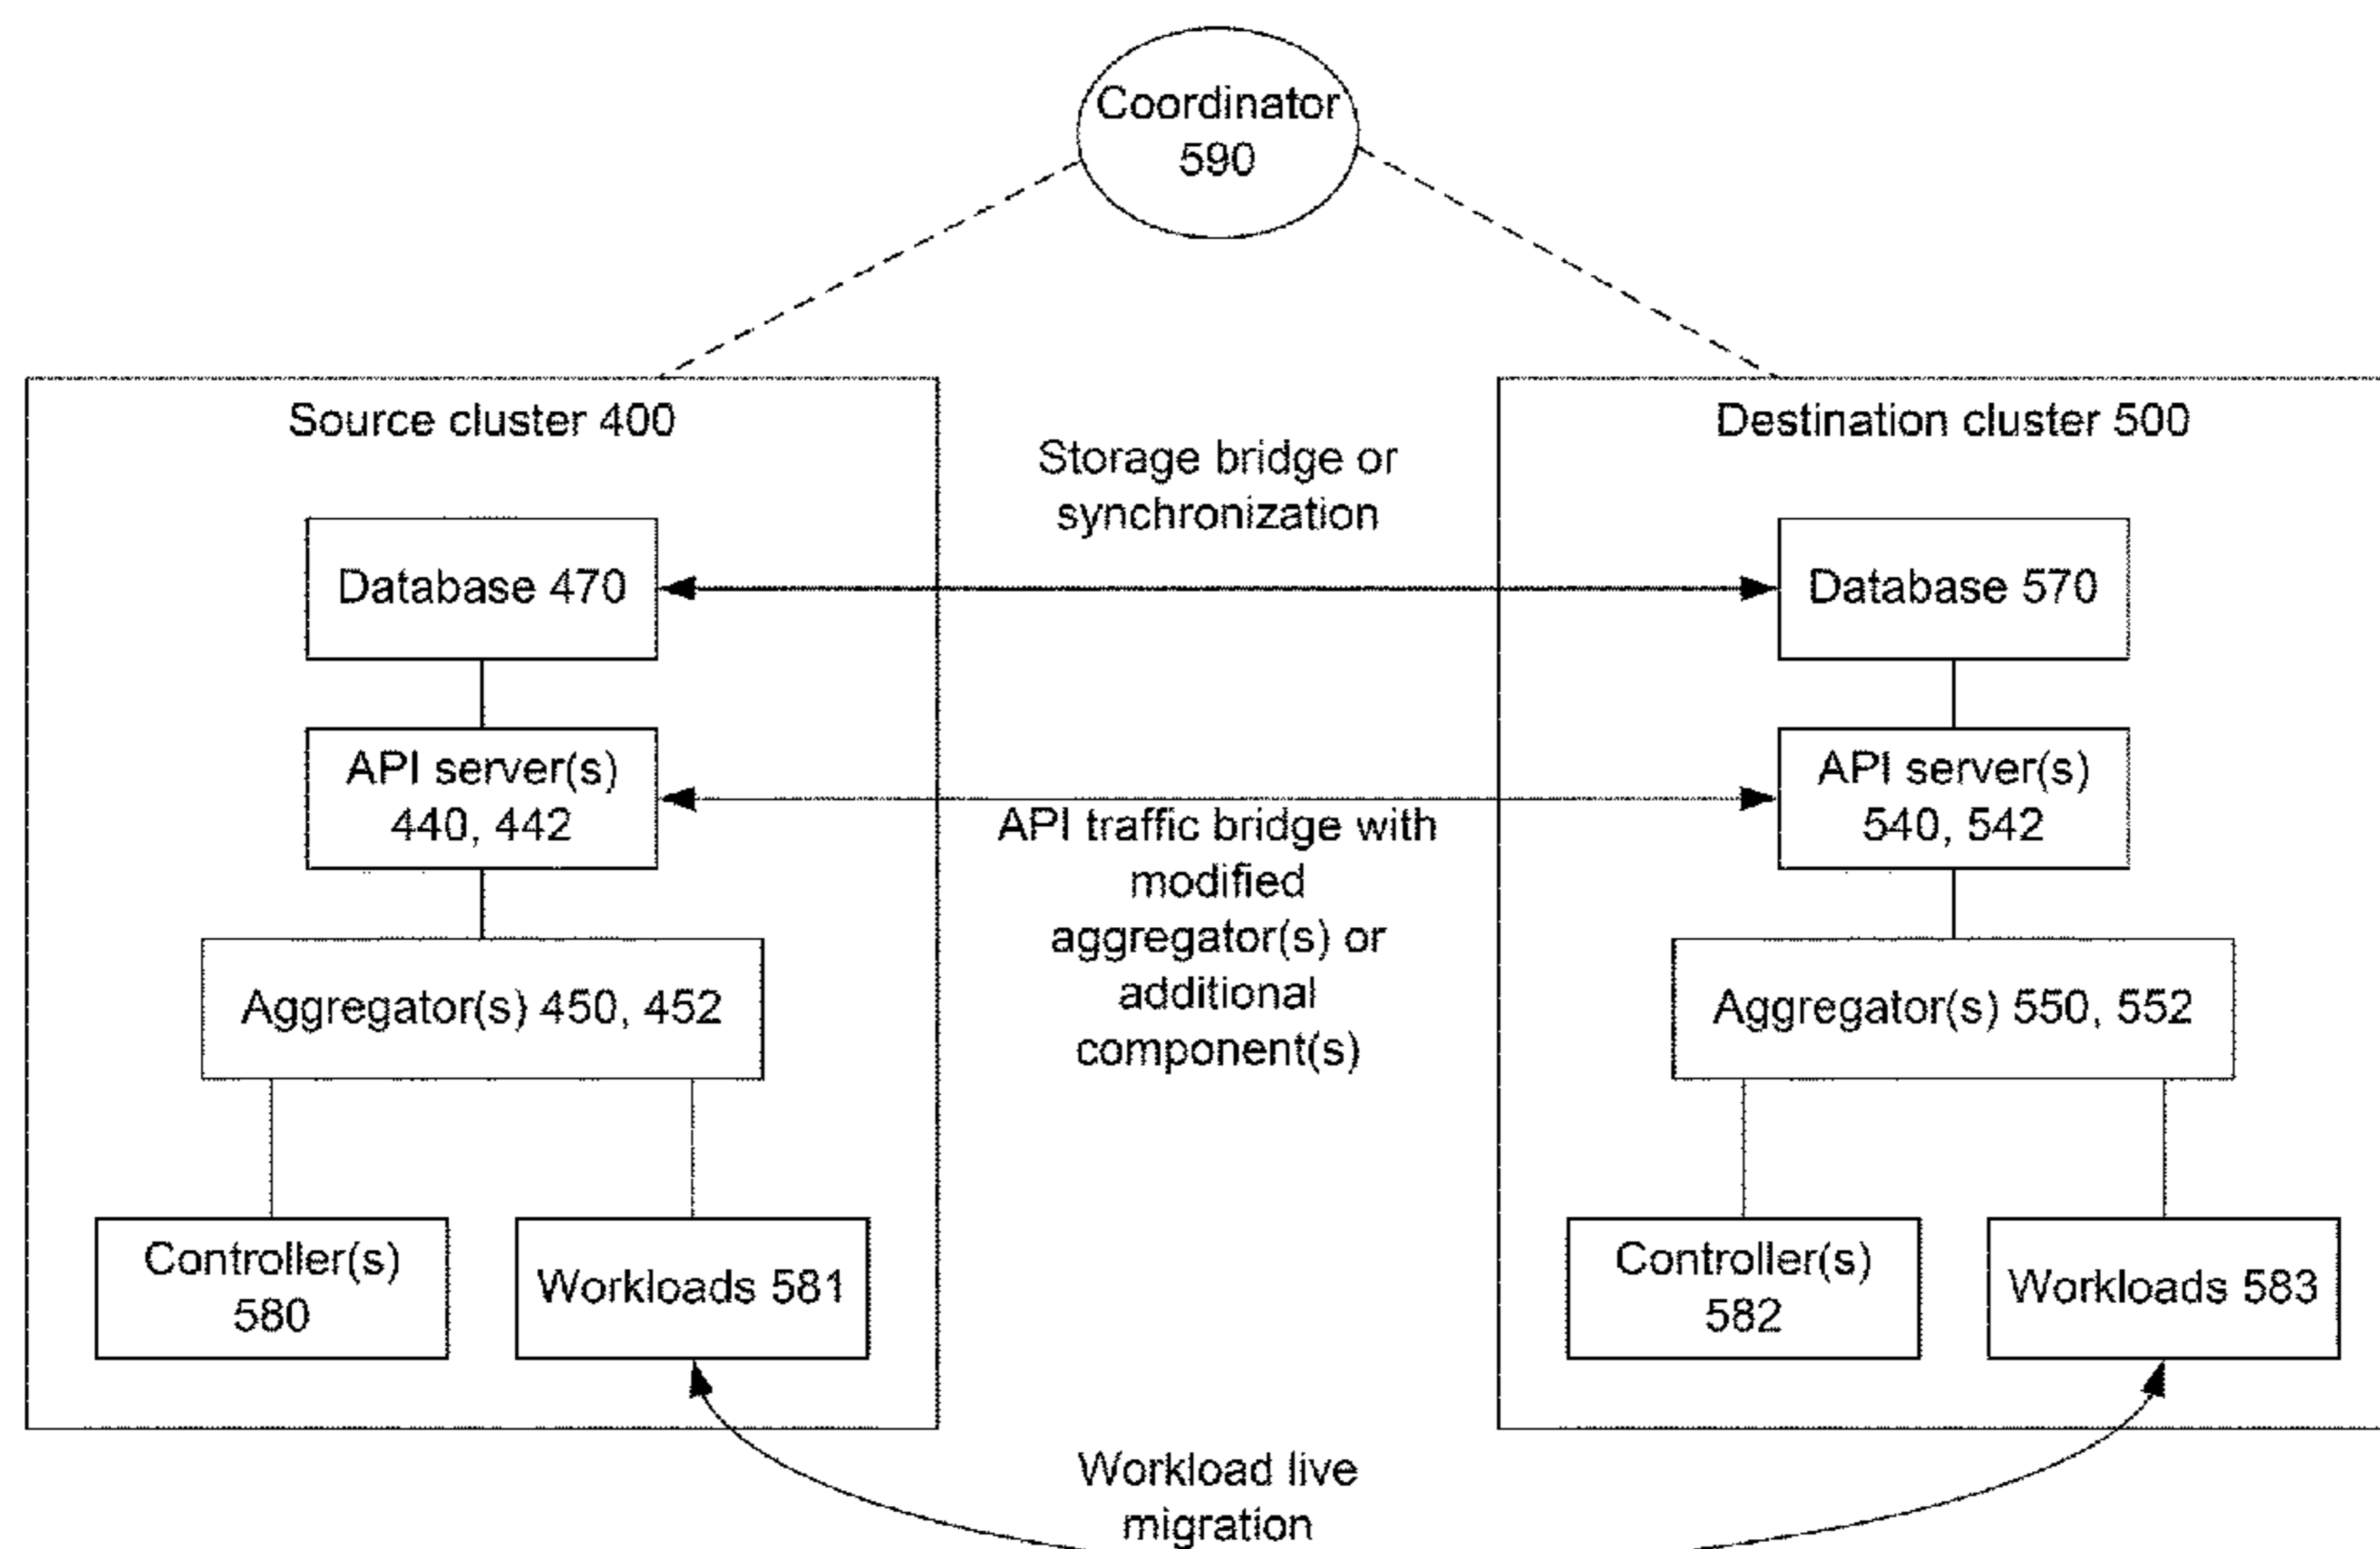 Coordinator
590
Source cluster 400
Destination cluster 500
Storage bridge or
synchronization
Database 470
Database 570
API server(s)
440, 442
API server(s)
540, 542
API traffic bridge with
modified
aggregator(s) or
additional
component(s)
Aggregator(s) 450, 452
Aggregator(s) 550, 552
Controller(s)
580
Workloads 581
Controller(s)
582
Workloads 583
Workload live
migration